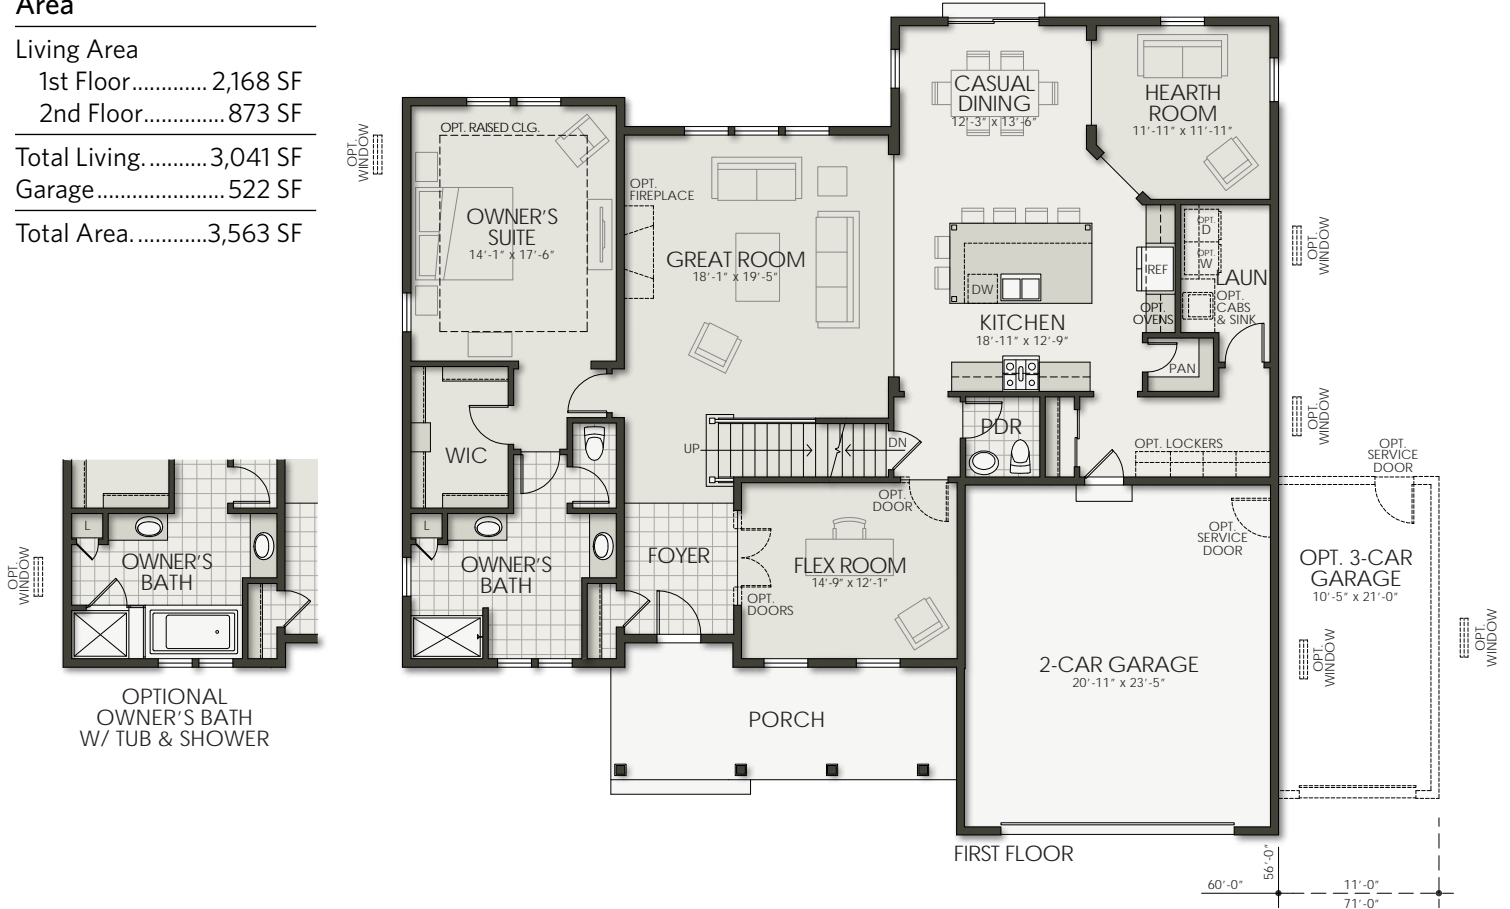 Area
Living Area
1st Floor............. 2,168 SF
2nd Floor.............. 873 SF
Total Living. .......... 3,041 SF
Garage...................... 522 SF
Total Area. ............3,563 SF
OPT.
WINDOW
OPT. RAISED CLG.
OWNER'S
SUITE
14'-1" x 17'-6"
OPT.
FIREPLACE
GREAT ROOM
18'-1" x 19'-5"
CASUAL
DINING
12'-3" x 13'-6"
HEARTH
ROOM
11'-11" x 11'-11"
DW
KITCHEN
18'-11" x 12'-9"
REF
OPT.
OVENS
OPT.
D
OPT.
W
LAUN
OPT.
CABS
& SINK
PAN
OPT.
WINDOW
OPT.
WINDOW
WIC
UP
DN
PDR
OPT. LOCKERS
OPT.
SERVICE
DOOR
L
OWNER'S
BATH
OPT.
WINDOW
OPTIONAL
OWNER'S BATH
W/ TUB & SHOWER
L
OWNER'S
BATH
FOYER
OPT.
DOORS
OPT.
DOOR
FLEX ROOM
14'-9" x 12'-1"
OPT.
SERVICE
DOOR
OPT. 3-CAR
GARAGE
10'-5" x 21'-0"
OPT.
WINDOW
OPT.
WINDOW
2-CAR GARAGE
20'-11" x 23'-5"
PORCH
FIRST FLOOR
56'-0"
60'-0"
11'-0"
71'-0"